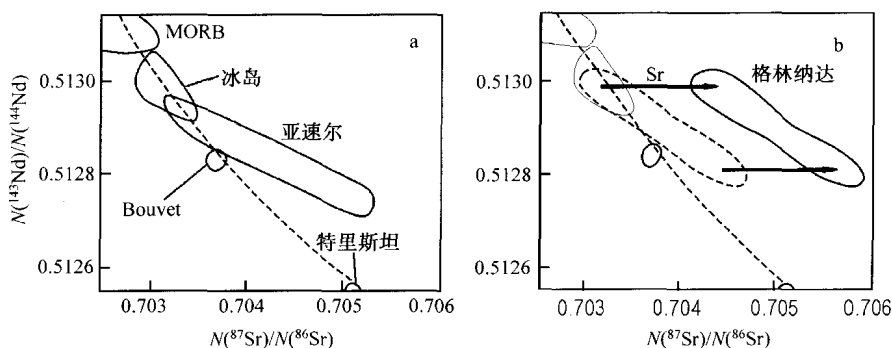 a
MORB
冰岛
亚速尔
Bouvet
特里斯坦
0.5130
0.5128
0.5126
N(¹⁴³Nd)/N(¹⁴⁴Nd)
0.703
0.704
0.705
0.706
N(⁸⁷Sr)/N(⁸⁶Sr)
b
Sr
格林纳达
0.5130
0.5128
0.5126
0.703
0.704
0.705
0.706
N(⁸⁷Sr)/N(⁸⁶Sr)